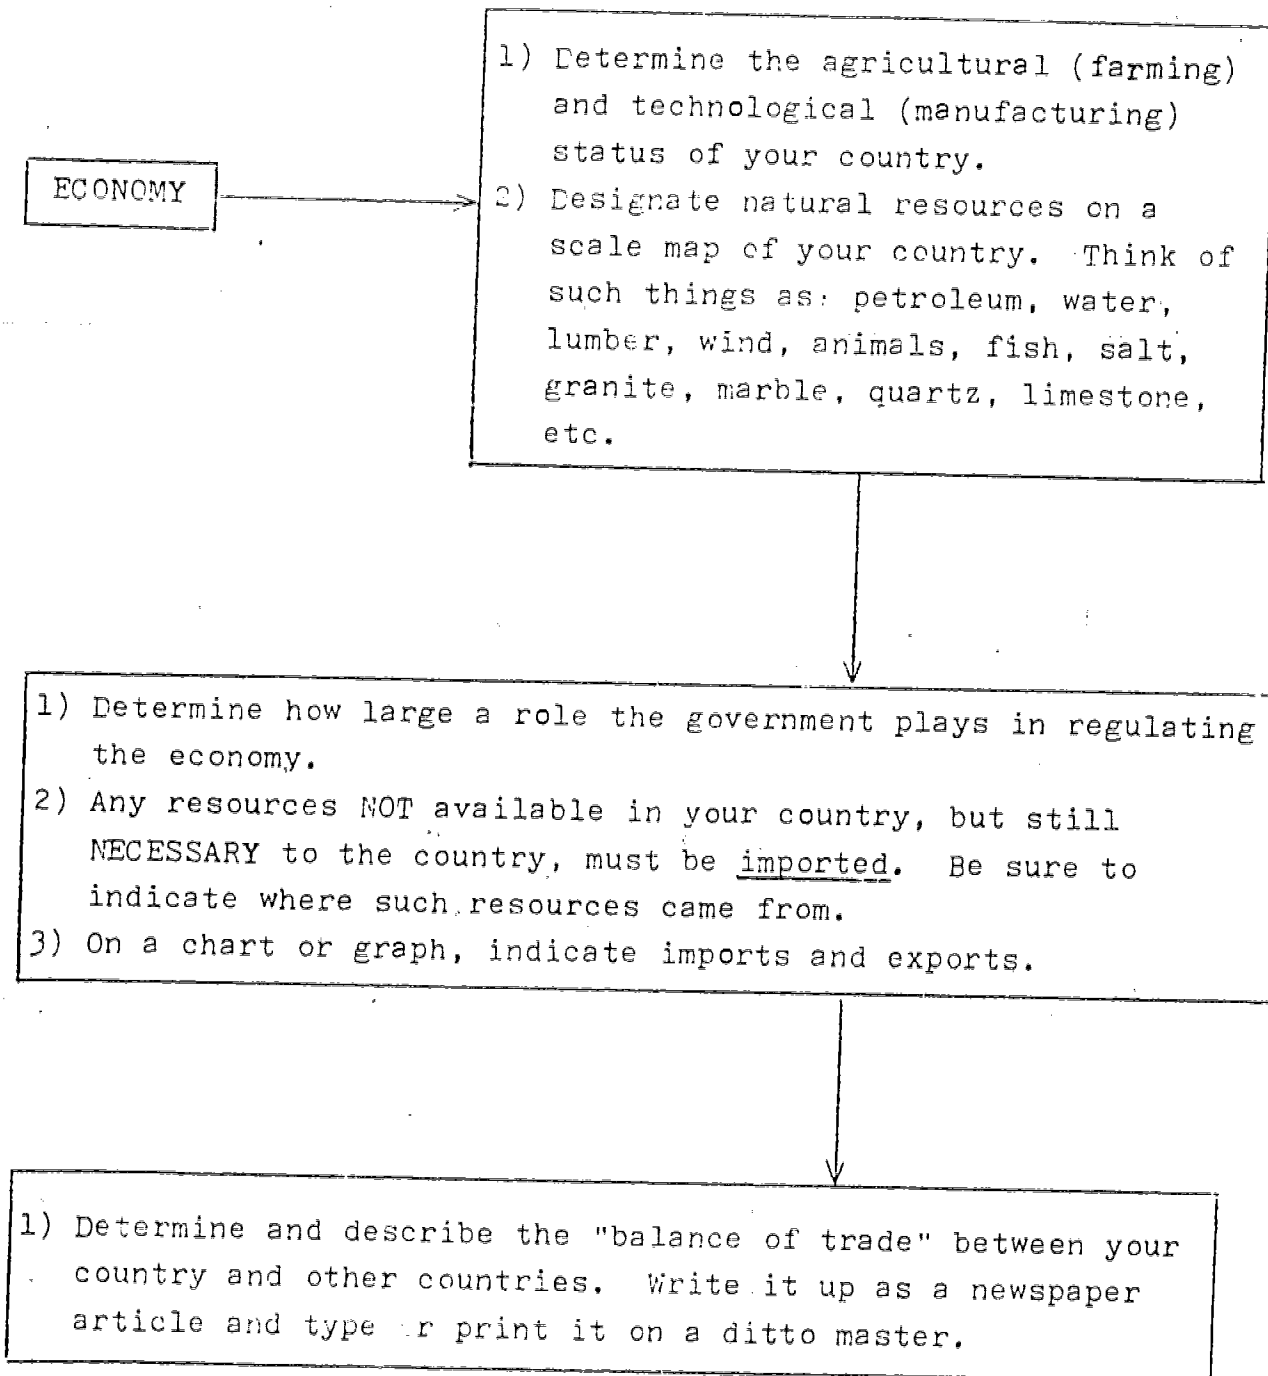 ECONOMY
1) Determine the agricultural (farming)
and technological (manufacturing)
status of your country.
2) Designate natural resources on a
scale map of your country. Think of
such things as: petroleum, water,
lumber, wind, animals, fish, salt,
granite, marble, quartz, limestone,
etc.
1) Determine how large a role the government plays in regulating
the economy.
2) Any resources NOT available in your country, but still
NECESSARY to the country, must be imported. Be sure to
indicate where such resources came from.
3) On a chart or graph, indicate imports and exports.
1) Determine and describe the "balance of trade" between your
country and other countries. Write it up as a newspaper
article and type r print it on a ditto master.